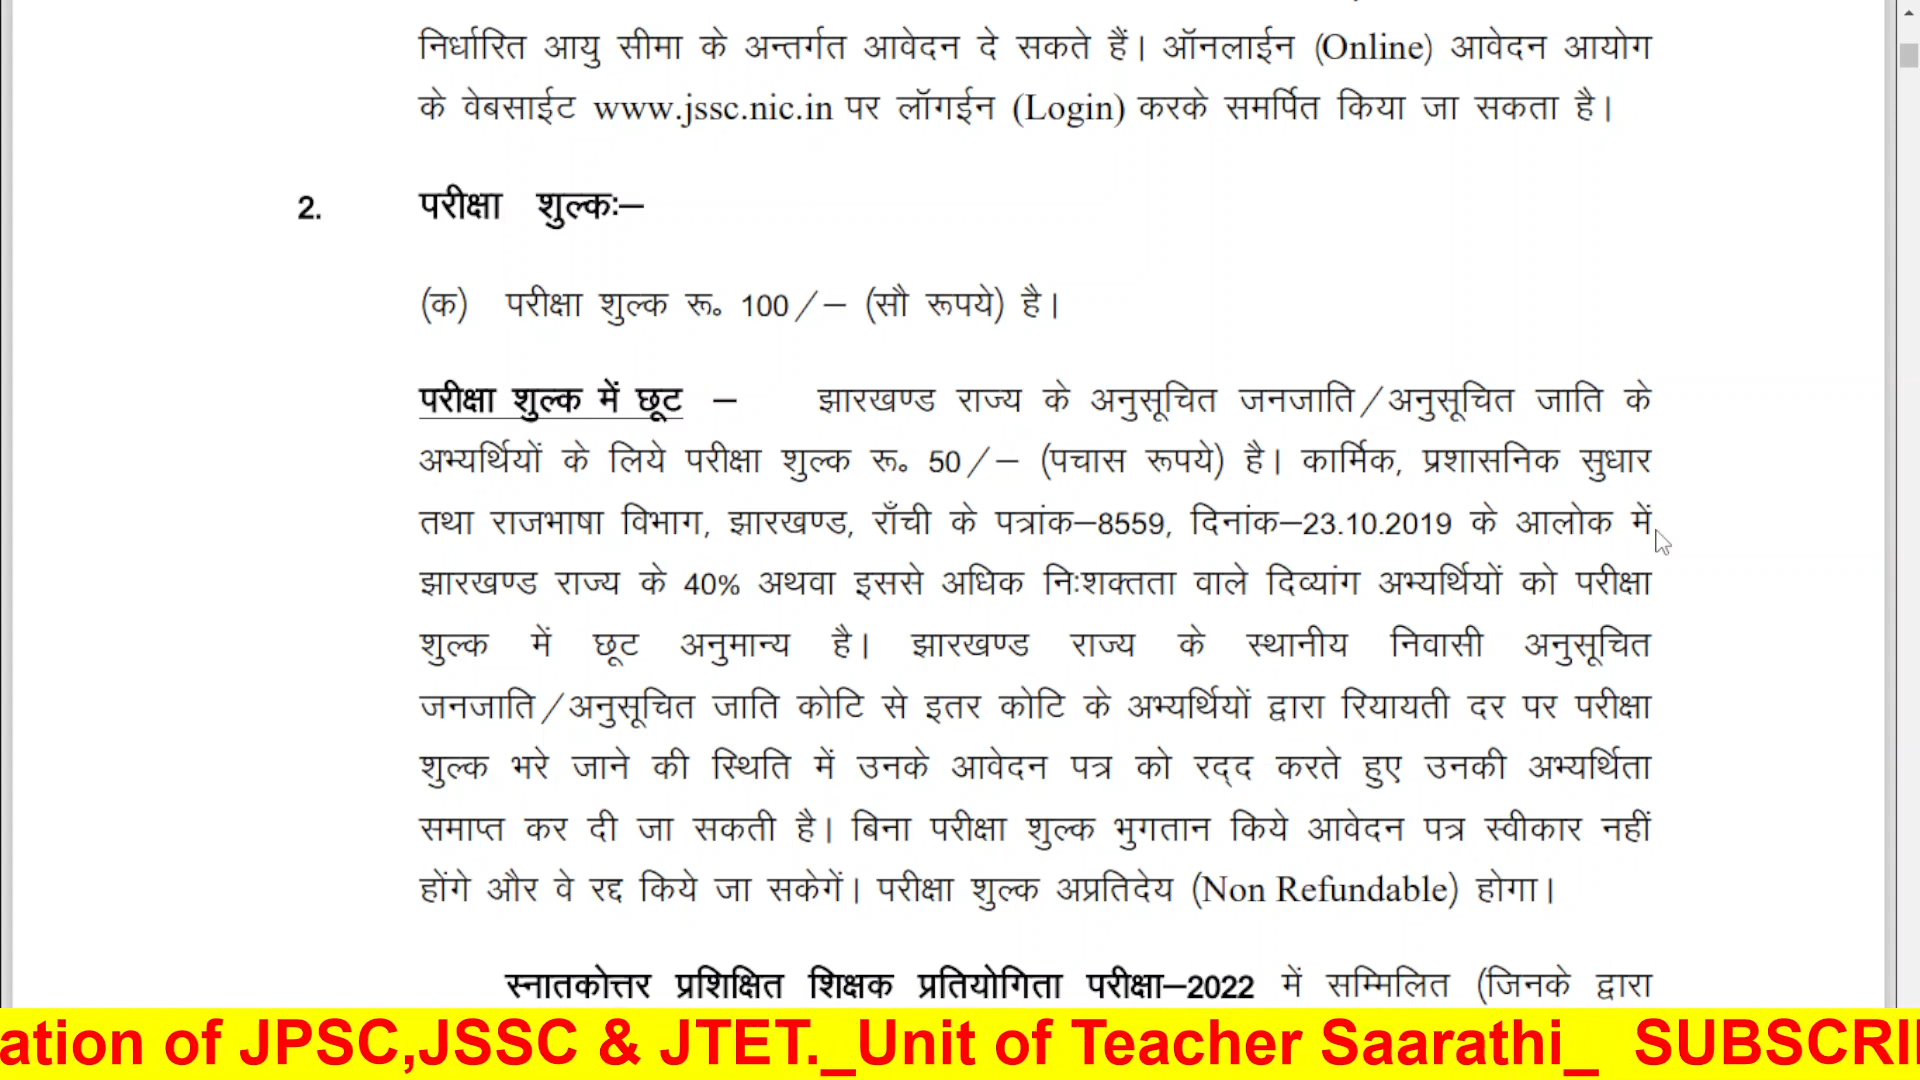 निर्धारित आयु सीमा के अन्तर्गत आवेदन दे सकते हैं। ऑनलाईन (Online) आवेदन आयोग
के वेबसाईट www.jssc.nic.in पर लॉगईन (Login) करके समर्पित किया जा सकता है।
2. परीक्षा शुल्कः–
(क) परीक्षा शुल्क रू॰ 100/– (सौ रूपये) है।
परीक्षा शुल्क में छूट – झारखण्ड राज्य के अनुसूचित जनजाति/अनुसूचित जाति के
अभ्यर्थियों के लिये परीक्षा शुल्क रू॰ 50/– (पचास रूपये) है। कार्मिक, प्रशासनिक सुधार
तथा राजभाषा विभाग, झारखण्ड, राँची के पत्रांक–8559, दिनांक–23.10.2019 के आलोक में
झारखण्ड राज्य के 40% अथवा इससे अधिक निःशक्तता वाले दिव्यांग अभ्यर्थियों को परीक्षा
शुल्क में छूट अनुमान्य है। झारखण्ड राज्य के स्थानीय निवासी अनुसूचित
जनजाति/अनुसूचित जाति कोटि से इतर कोटि के अभ्यर्थियों द्वारा रियायती दर पर परीक्षा
शुल्क भरे जाने की स्थिति में उनके आवेदन पत्र को रद्‌द करते हुए उनकी अभ्यर्थिता
समाप्त कर दी जा सकती है। बिना परीक्षा शुल्क भुगतान किये आवेदन पत्र स्वीकार नहीं
होंगे और वे रद्द किये जा सकेगें। परीक्षा शुल्क अप्रतिदेय (Non Refundable) होगा।
स्नातकोत्तर प्रशिक्षित शिक्षक प्रतियोगिता परीक्षा–2022 में सम्मिलित (जिनके द्वारा
ation of JPSC,JSSC & JTET._Unit of Teacher Saarathi_ SUBSCRI